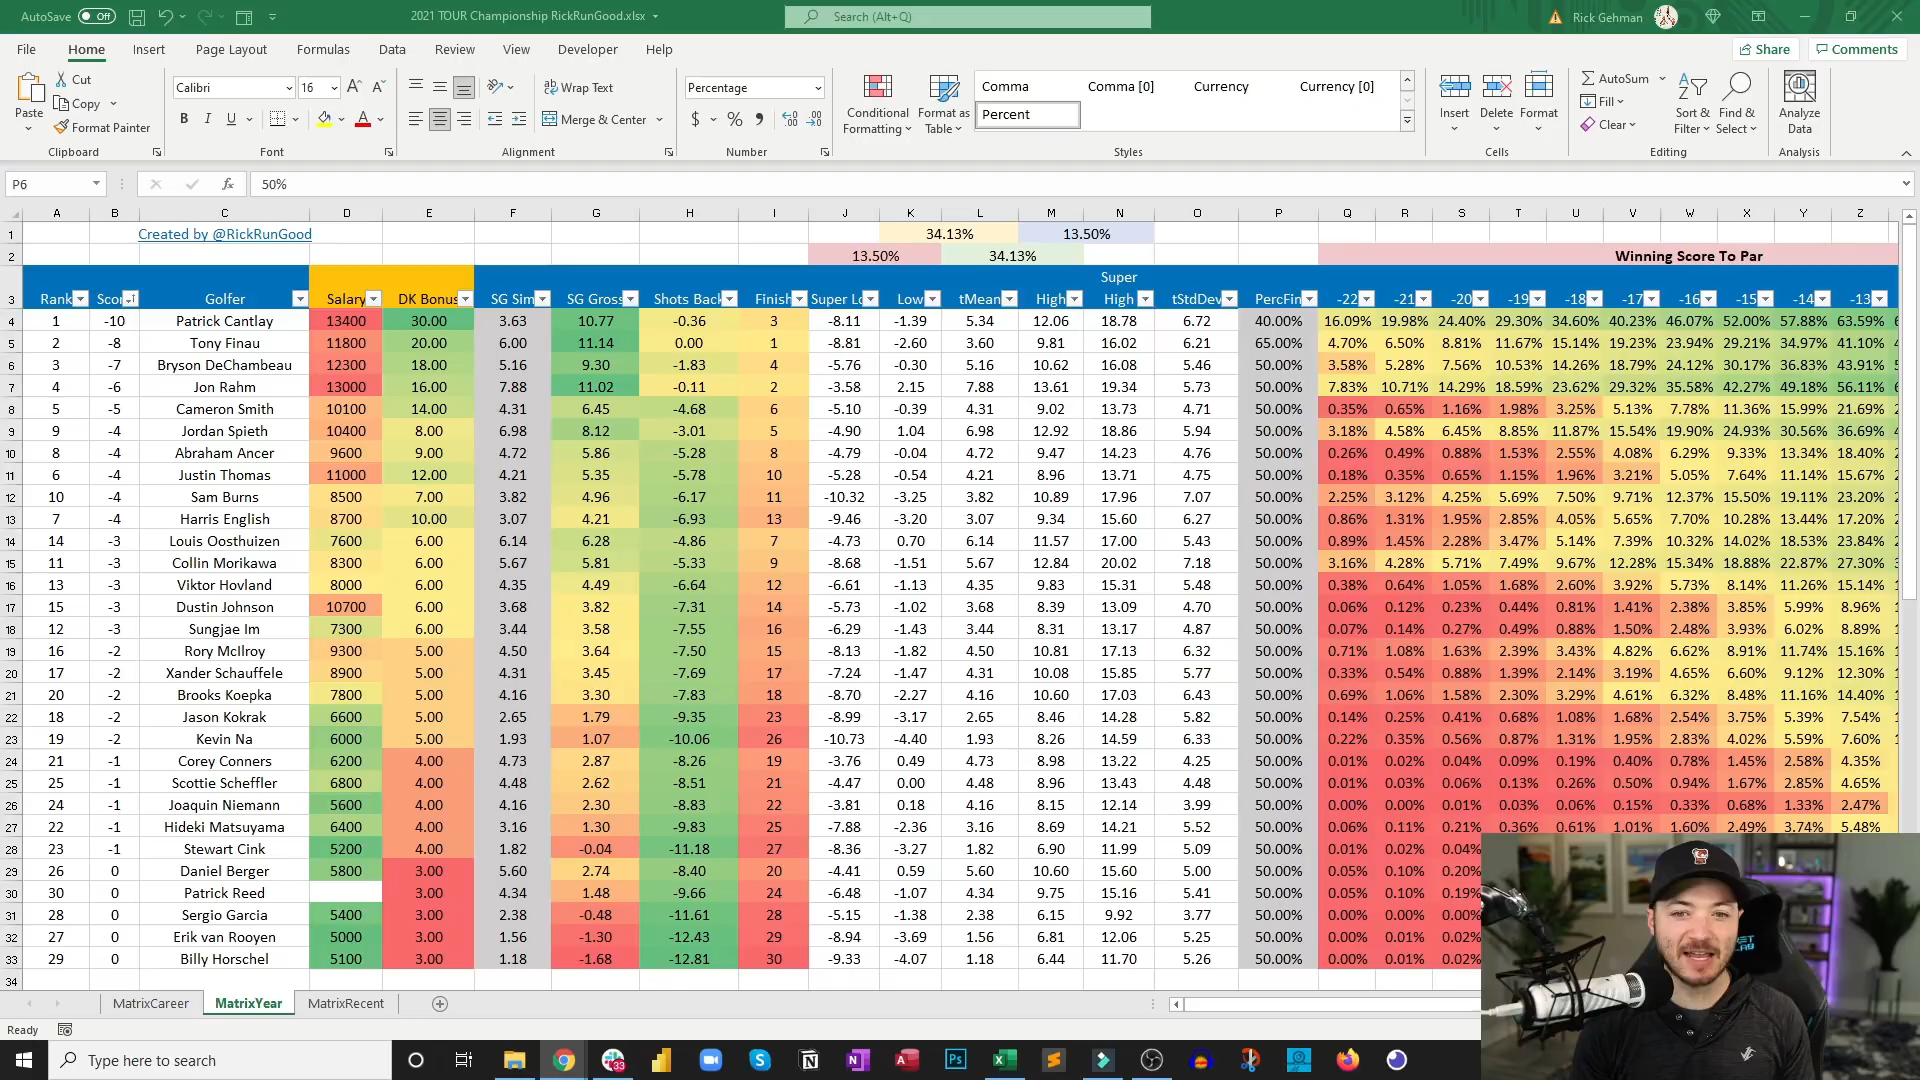 AutoSave Off 2021 TOUR Championship RickRunGood.xlsx Search (Alt+Q) Rick Gehman
File Home Insert Page Layout Formulas Data Review View Developer Help Share Comments
Paste Cut Copy Format Painter Clipboard
Calibri 16 B I U A Font
Wrap Text Merge & Center Alignment
Percentage $ % Number
Conditional Formatting Format as Table Comma Comma [0] Currency Currency [0] Percent Styles
Insert Delete Format Cells
AutoSum Fill Clear Sort & Filter Find & Select Editing
Analyze Data Analysis
P6 fx 50%
A B C D E F G H I J K L M N O P Q R S T U V W X Y Z
1 Created by @RickRunGood 34.13% 13.50%
2 13.50% 34.13% Winning Score To Par
3 Rank Scor Golfer Salary DK Bonus SG Sim SG Gross Shots Back Finish Super Lo Low tMean High Super High tStdDev PercFin -22 -21 -20 -19 -18 -17 -16 -15 -14 -13
4 1 -10 Patrick Cantlay 13400 30.00 3.63 10.77 -0.36 3 -8.11 -1.39 5.34 12.06 18.78 6.72 40.00% 16.09% 19.98% 24.40% 29.30% 34.60% 40.23% 46.07% 52.00% 57.88% 63.59%
5 2 -8 Tony Finau 11800 20.00 6.00 11.14 0.00 1 -8.81 -2.60 3.60 9.81 16.02 6.21 65.00% 4.70% 6.50% 8.81% 11.67% 15.14% 19.23% 23.94% 29.21% 34.97% 41.10%
6 3 -7 Bryson DeChambeau 12300 18.00 5.16 9.30 -1.83 4 -5.76 -0.30 5.16 10.62 16.08 5.46 50.00% 3.58% 5.28% 7.56% 10.53% 14.26% 18.79% 24.12% 30.17% 36.83% 43.91%
7 4 -6 Jon Rahm 13000 16.00 7.88 11.02 -0.11 2 -3.58 2.15 7.88 13.61 19.34 5.73 50.00% 7.83% 10.71% 14.29% 18.59% 23.62% 29.32% 35.58% 42.27% 49.18% 56.11%
8 5 -5 Cameron Smith 10100 14.00 4.31 6.45 -4.68 6 -5.10 -0.39 4.31 9.02 13.73 4.71 50.00% 0.35% 0.65% 1.16% 1.98% 3.25% 5.13% 7.78% 11.36% 15.99% 21.69%
9 9 -4 Jordan Spieth 10400 8.00 6.98 8.12 -3.01 5 -4.90 1.04 6.98 12.92 18.86 5.94 50.00% 3.18% 4.58% 6.45% 8.85% 11.87% 15.54% 19.90% 24.93% 30.56% 36.69%
10 8 -4 Abraham Ancer 9600 9.00 4.72 5.86 -5.28 8 -4.79 -0.04 4.72 9.47 14.23 4.76 50.00% 0.26% 0.49% 0.88% 1.53% 2.55% 4.08% 6.29% 9.33% 13.34% 18.40%
11 6 -4 Justin Thomas 11000 12.00 4.21 5.35 -5.78 10 -5.28 -0.54 4.21 8.96 13.71 4.75 50.00% 0.18% 0.35% 0.65% 1.15% 1.96% 3.21% 5.05% 7.64% 11.14% 15.67%
12 10 -4 Sam Burns 8500 7.00 3.82 4.96 -6.17 11 -10.32 -3.25 3.82 10.89 17.96 7.07 50.00% 2.25% 3.12% 4.25% 5.69% 7.50% 9.71% 12.37% 15.50% 19.11% 23.20%
13 7 -4 Harris English 8700 10.00 3.07 4.21 -6.93 13 -9.46 -3.20 3.07 9.34 15.60 6.27 50.00% 0.86% 1.31% 1.95% 2.85% 4.05% 5.65% 7.70% 10.28% 13.44% 17.20%
14 14 -3 Louis Oosthuizen 7600 6.00 6.14 6.28 -4.86 7 -4.73 0.70 6.14 11.57 17.00 5.43 50.00% 0.89% 1.45% 2.28% 3.47% 5.14% 7.39% 10.32% 14.02% 18.53% 23.84%
15 11 -3 Collin Morikawa 8300 6.00 5.67 5.81 -5.33 9 -8.68 -1.51 5.67 12.84 20.02 7.18 50.00% 3.16% 4.28% 5.71% 7.49% 9.67% 12.28% 15.34% 18.88% 22.87% 27.30%
16 13 -3 Viktor Hovland 8000 6.00 4.35 4.49 -6.64 12 -6.61 -1.13 4.35 9.83 15.31 5.48 50.00% 0.38% 0.64% 1.05% 1.68% 2.60% 3.92% 5.73% 8.14% 11.26% 15.14%
17 15 -3 Dustin Johnson 10700 6.00 3.68 3.82 -7.31 14 -5.73 -1.02 3.68 8.39 13.09 4.70 50.00% 0.06% 0.12% 0.23% 0.44% 0.81% 1.41% 2.38% 3.85% 5.99% 8.96%
18 12 -3 Sungjae Im 7300 6.00 3.44 3.58 -7.55 16 -6.29 -1.43 3.44 8.31 13.17 4.87 50.00% 0.07% 0.14% 0.27% 0.49% 0.88% 1.50% 2.48% 3.93% 6.02% 8.89%
19 16 -2 Rory McIlroy 9300 5.00 4.50 3.64 -7.50 15 -8.13 -1.82 4.50 10.81 17.13 6.32 50.00% 0.71% 1.08% 1.63% 2.39% 3.43% 4.82% 6.62% 8.91% 11.74% 15.16%
20 17 -2 Xander Schauffele 8900 5.00 4.31 3.45 -7.69 17 -7.24 -1.47 4.31 10.08 15.85 5.77 50.00% 0.33% 0.54% 0.88% 1.39% 2.14% 3.19% 4.65% 6.60% 9.12% 12.30%
21 20 -2 Brooks Koepka 7800 5.00 4.16 3.30 -7.83 18 -8.70 -2.27 4.16 10.60 17.03 6.43 50.00% 0.69% 1.06% 1.58% 2.30% 3.29% 4.61% 6.32% 8.48% 11.16% 14.40%
22 18 -2 Jason Kokrak 6600 5.00 2.65 1.79 -9.35 23 -8.99 -3.17 2.65 8.46 14.28 5.82 50.00% 0.14% 0.25% 0.41% 0.68% 1.08% 1.68% 2.54% 3.75% 5.39% 7.54%
23 19 -2 Kevin Na 6000 5.00 1.93 1.07 -10.06 26 -10.73 -4.40 1.93 8.26 14.59 6.33 50.00% 0.22% 0.35% 0.56% 0.87% 1.31% 1.95% 2.83% 4.02% 5.59% 7.60%
24 21 -1 Corey Conners 6200 4.00 4.73 2.87 -8.26 19 -3.76 0.49 4.73 8.98 13.22 4.25 50.00% 0.01% 0.02% 0.04% 0.09% 0.19% 0.40% 0.78% 1.45% 2.58% 4.35%
25 25 -1 Scottie Scheffler 6800 4.00 4.48 2.62 -8.51 21 -4.47 0.00 4.48 8.96 13.43 4.48 50.00% 0.01% 0.03% 0.06% 0.13% 0.26% 0.50% 0.94% 1.67% 2.85% 4.65%
26 24 -1 Joaquin Niemann 5600 4.00 4.16 2.30 -8.83 22 -3.81 0.18 4.16 8.15 12.14 3.99 50.00% 0.00% 0.00% 0.01% 0.03% 0.06% 0.15% 0.33% 0.68% 1.33% 2.47%
27 22 -1 Hideki Matsuyama 6400 4.00 3.16 1.30 -9.83 25 -7.88 -2.36 3.16 8.69 14.21 5.52 50.00% 0.06% 0.11% 0.21% 0.36% 0.61% 1.01% 1.60% 2.49% 3.74% 5.48%
28 23 -1 Stewart Cink 5200 4.00 1.82 -0.04 -11.18 27 -8.36 -3.27 1.82 6.90 11.99 5.09 50.00% 0.01% 0.02% 0.04%
29 26 0 Daniel Berger 5800 3.00 5.60 2.74 -8.40 20 -4.41 0.59 5.60 10.60 15.60 5.00 50.00% 0.05% 0.10% 0.20%
30 30 0 Patrick Reed 3.00 4.34 1.48 -9.66 24 -6.48 -1.07 4.34 9.75 15.16 5.41 50.00% 0.05% 0.10% 0.19%
31 28 0 Sergio Garcia 5400 3.00 2.38 -0.48 -11.61 28 -5.15 -1.38 2.38 6.15 9.92 3.77 50.00% 0.00% 0.00% 0.00%
32 27 0 Erik van Rooyen 5000 3.00 1.56 -1.30 -12.43 29 -8.94 -3.69 1.56 6.81 12.06 5.25 50.00% 0.00% 0.01% 0.02%
33 29 0 Billy Horschel 5100 3.00 1.18 -1.68 -12.81 30 -9.33 -4.07 1.18 6.44 11.70 5.26 50.00% 0.00% 0.01% 0.02%
34
MatrixCareer MatrixYear MatrixRecent
Ready
Type here to search 33